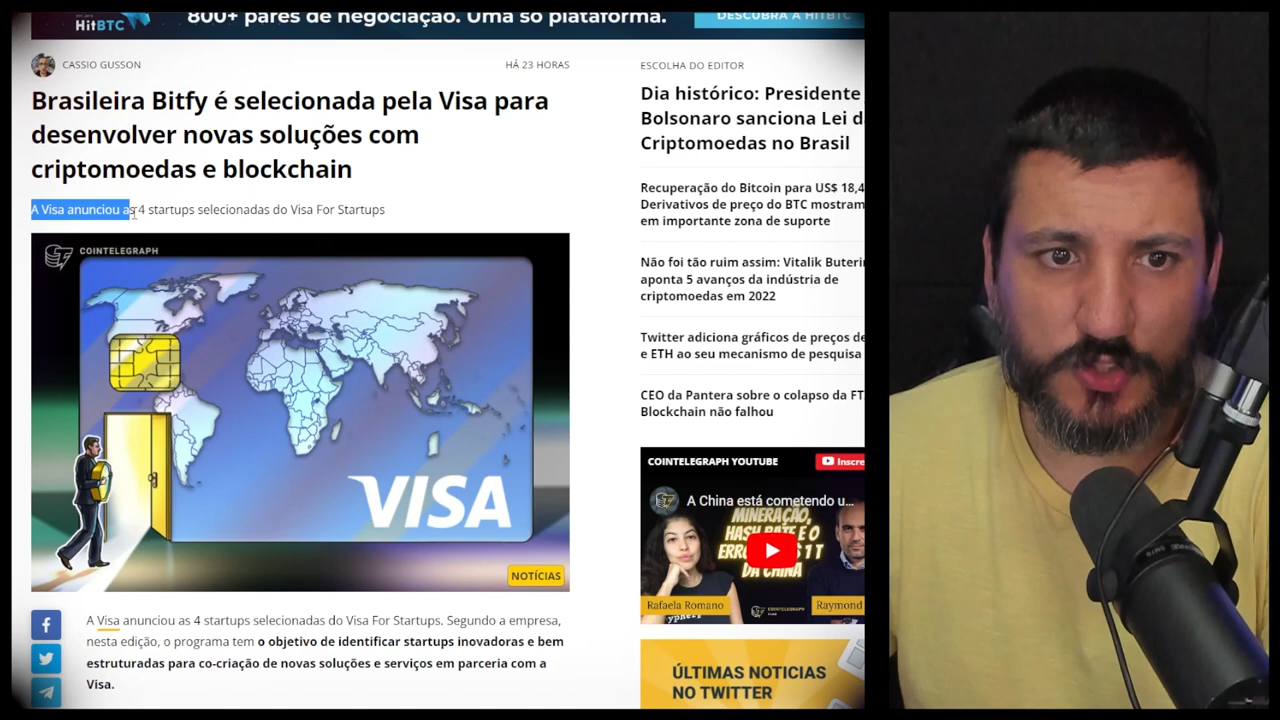 HitBTC
800+ pares de negociação. Uma só plataforma.
DESCUBRA A HITBTC
CASSIO GUSSON
HÁ 23 HORAS
Brasileira Bitfy é selecionada pela Visa para
desenvolver novas soluções com
criptomoedas e blockchain
A Visa anunciou as 4 startups selecionadas do Visa For Startups
COINTELEGRAPH
VISA
NOTÍCIAS
A Visa anunciou as 4 startups selecionadas do Visa For Startups. Segundo a empresa,
nesta edição, o programa tem o objetivo de identificar startups inovadoras e bem
estruturadas para co-criação de novas soluções e serviços em parceria com a
Visa.
ESCOLHA DO EDITOR
Dia histórico: Presidente
Bolsonaro sanciona Lei d
Criptomoedas no Brasil
Recuperação do Bitcoin para US$ 18,4
Derivativos de preço do BTC mostram
em importante zona de suporte
Não foi tão ruim assim: Vitalik Buterin
aponta 5 avanços da indústria de
criptomoedas em 2022
Twitter adiciona gráficos de preços de
e ETH ao seu mecanismo de pesquisa
CEO da Pantera sobre o colapso da FT
Blockchain não falhou
COINTELEGRAPH YOUTUBE
Inscre
A China está cometendo u...
MINERAÇÃO,
HASH RATE E O
DA CHINA
Rafaela Romano
Raymond
COINTELEGRAPH
ÚLTIMAS NOTICIAS
NO TWITTER